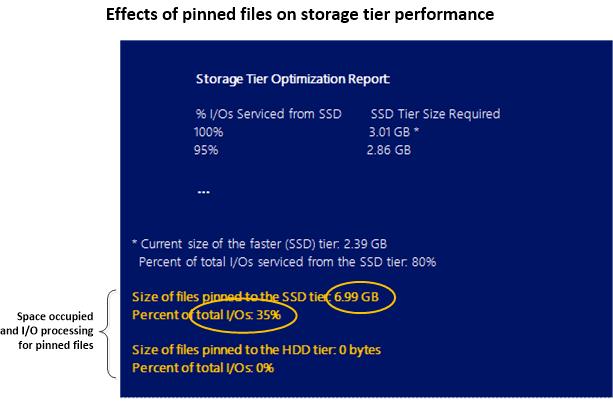 Effects of pinned files on storage tier performance
Storage Tier Optimization Report:
% I/Os Serviced from SSD SSD Tier Size Required
100% 3.01 GB *
95% 2.86 GB
...
* Current size of the faster (SSD) tier: 2.39 GB
Percent of total I/Os serviced from the SSD tier: 80%
Size of files pinned to the SSD tier: 6.99 GB
Percent of total I/Os: 35%
Space occupied
and I/O processing
for pinned files
Size of files pinned to the HDD tier: 0 bytes
Percent of total I/Os: 0%